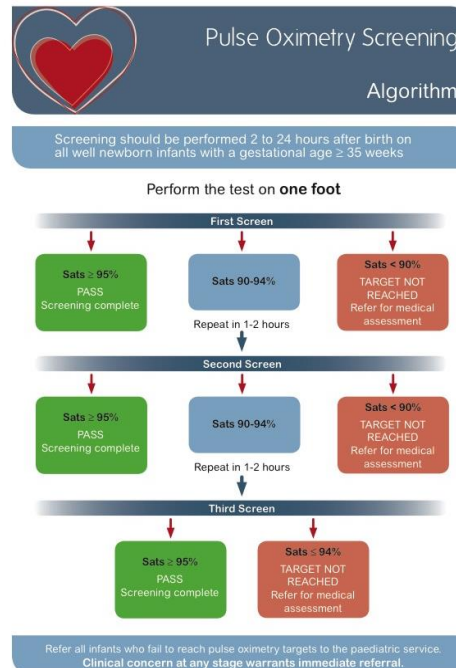 Pulse Oximetry Screening
Algorithm
Screening should be performed 2 to 24 hours after birth on
all well newborn infants with a gestational age ≥ 35 weeks
Perform the test on one foot
First Screen
Sats ≥ 95%
PASS
Screening complete
Sats 90-94%
Sats < 90%
TARGET NOT
REACHED
Refer for medical
assessment
Repeat in 1-2 hours
Second Screen
Sats ≥ 95%
PASS
Screening complete
Sats 90-94%
Sats < 90%
TARGET NOT
REACHED
Refer for medical
assessment
Repeat in 1-2 hours
Third Screen
Sats ≥ 95%
PASS
Screening complete
Sats ≤ 94%
TARGET NOT
REACHED
Refer for medical
assessment
Refer all infants who fail to reach pulse oximetry targets to the paediatric service.
Clinical concern at any stage warrants immediate referral.